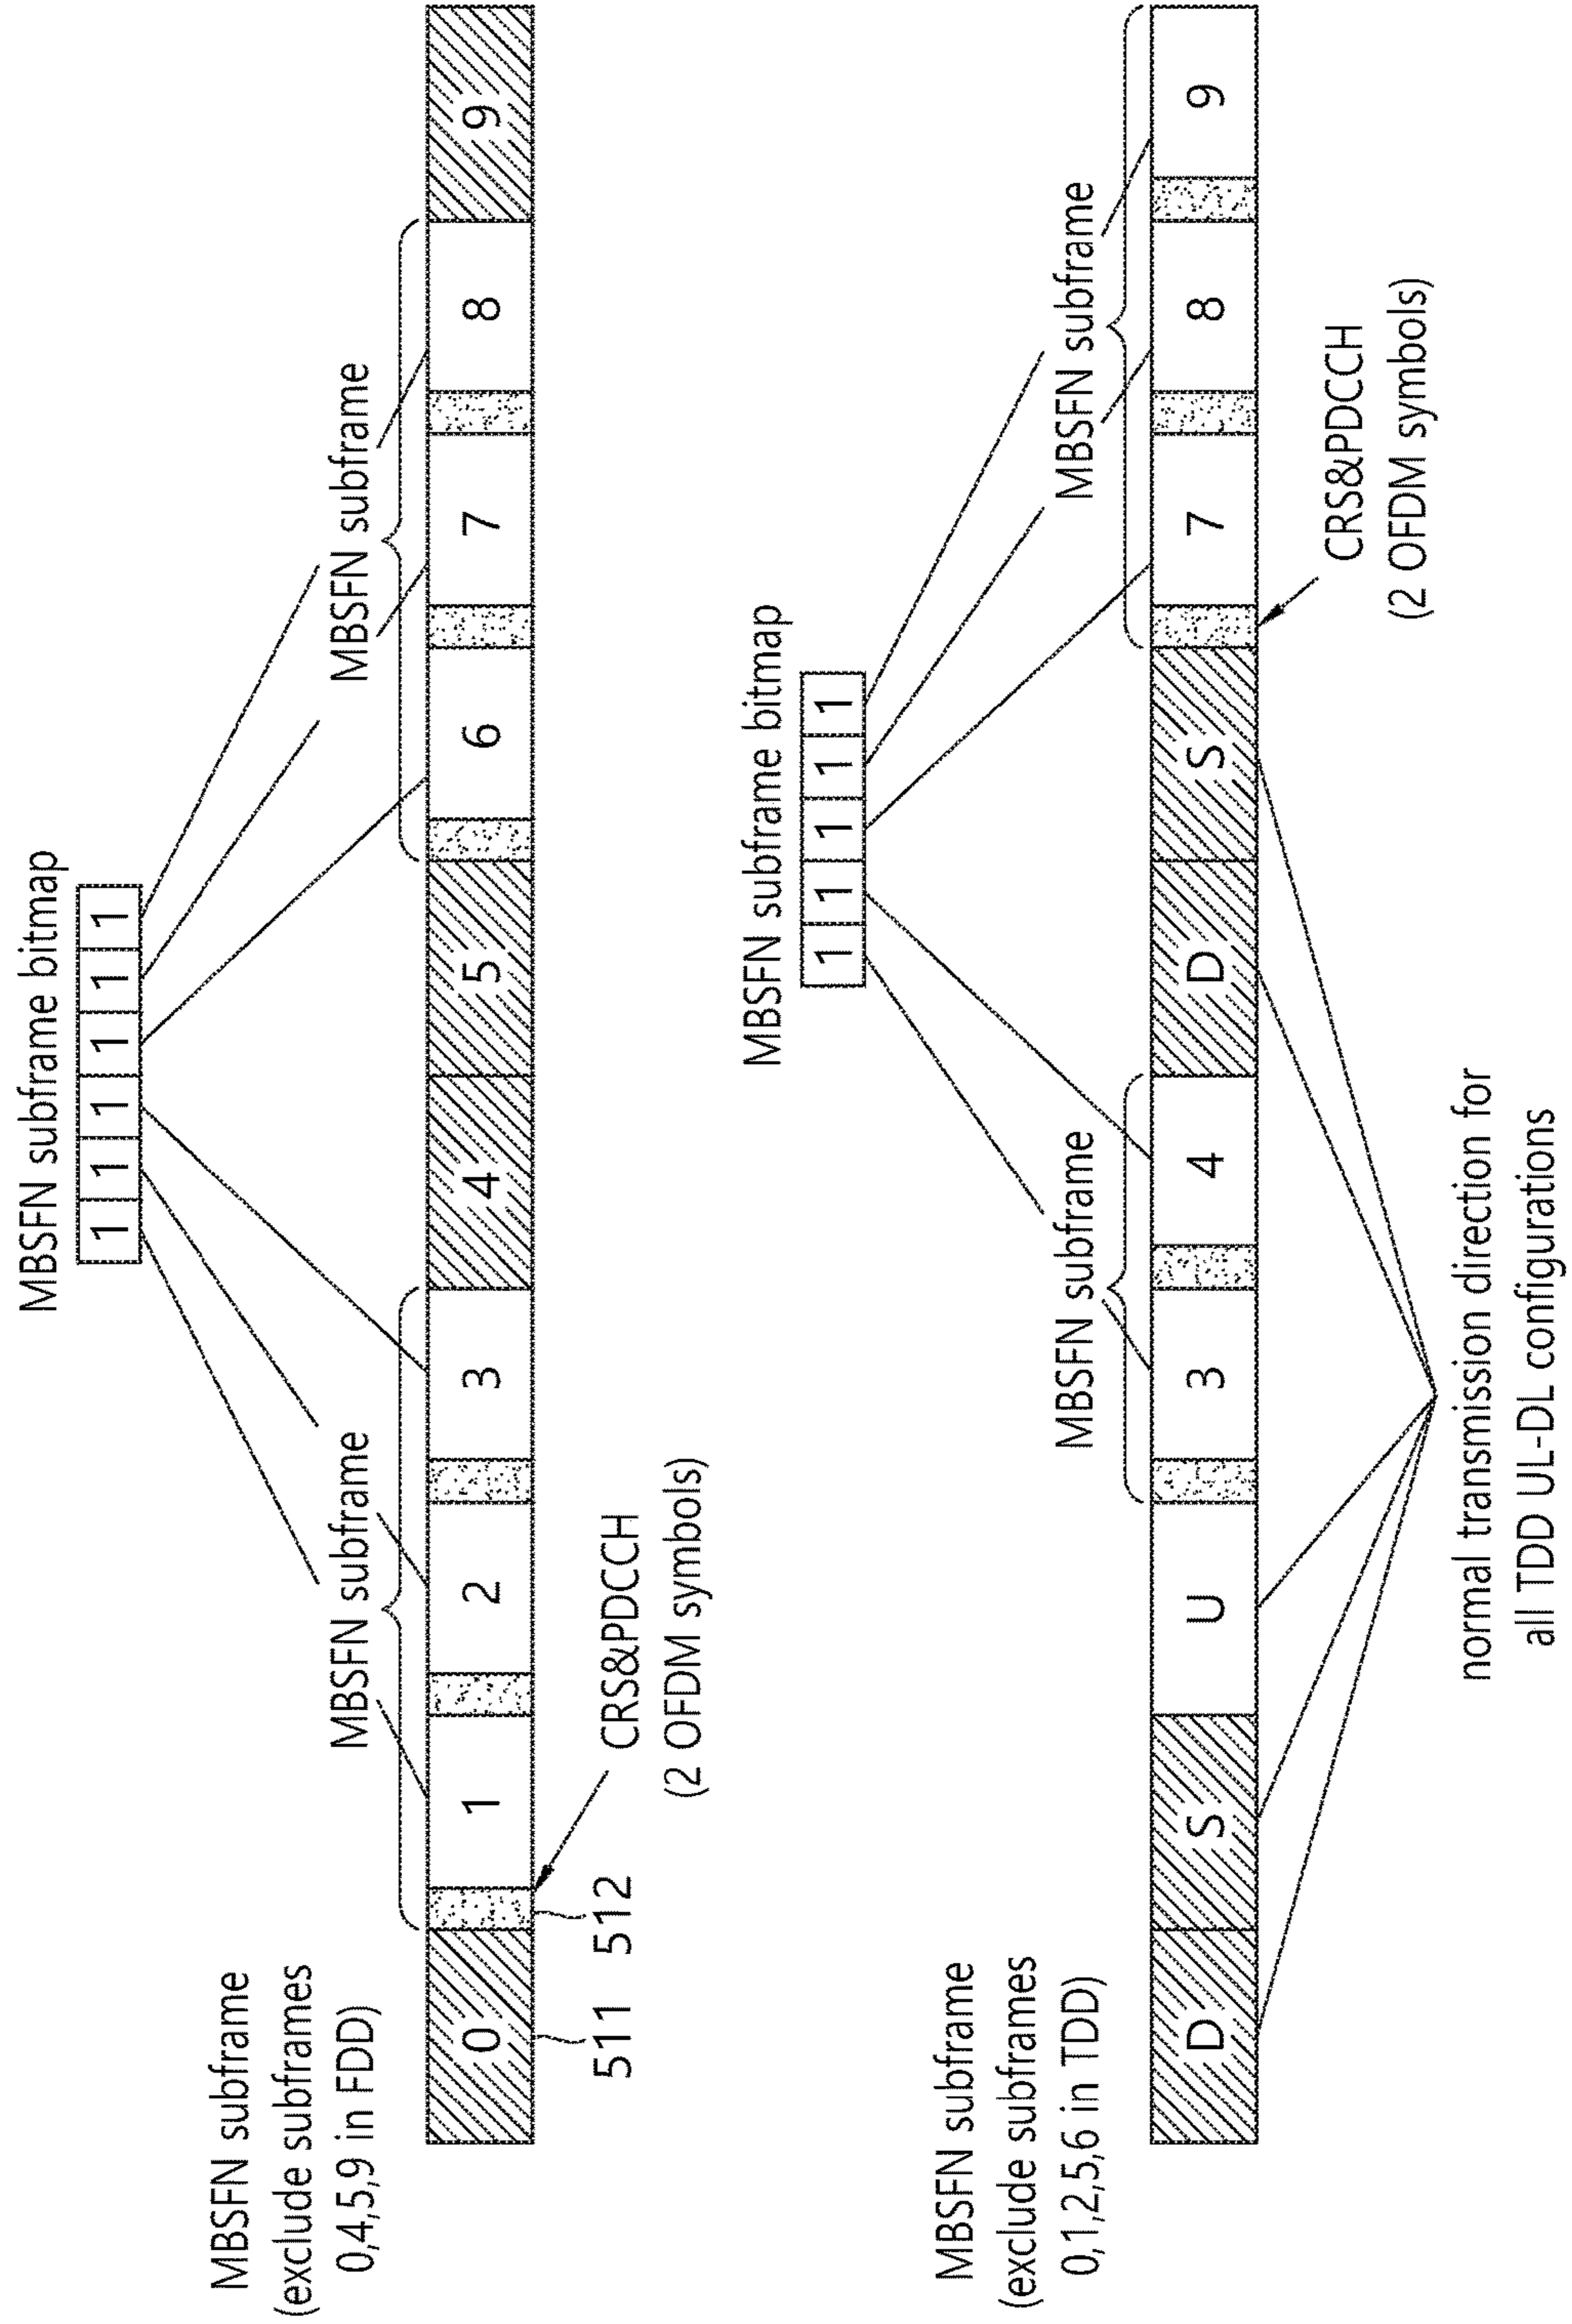 MBSFN subframe bitmap
1 1 1 1 1 1
MBSFN subframe
(exclude subframes
0,4,5,9 in FDD)
MBSFN subframe
MBSFN subframe
0 1 2 3 4 5 6 7 8 9
511 512
CRS&PDCCH
(2 OFDM symbols)
MBSFN subframe bitmap
1 1 1 1 1
MBSFN subframe
(exclude subframes
0,1,2,5,6 in TDD)
MBSFN subframe
MBSFN subframe
D S U 3 4 D S 7 8 9
CRS&PDCCH
(2 OFDM symbols)
normal transmission direction for
all TDD UL-DL configurations